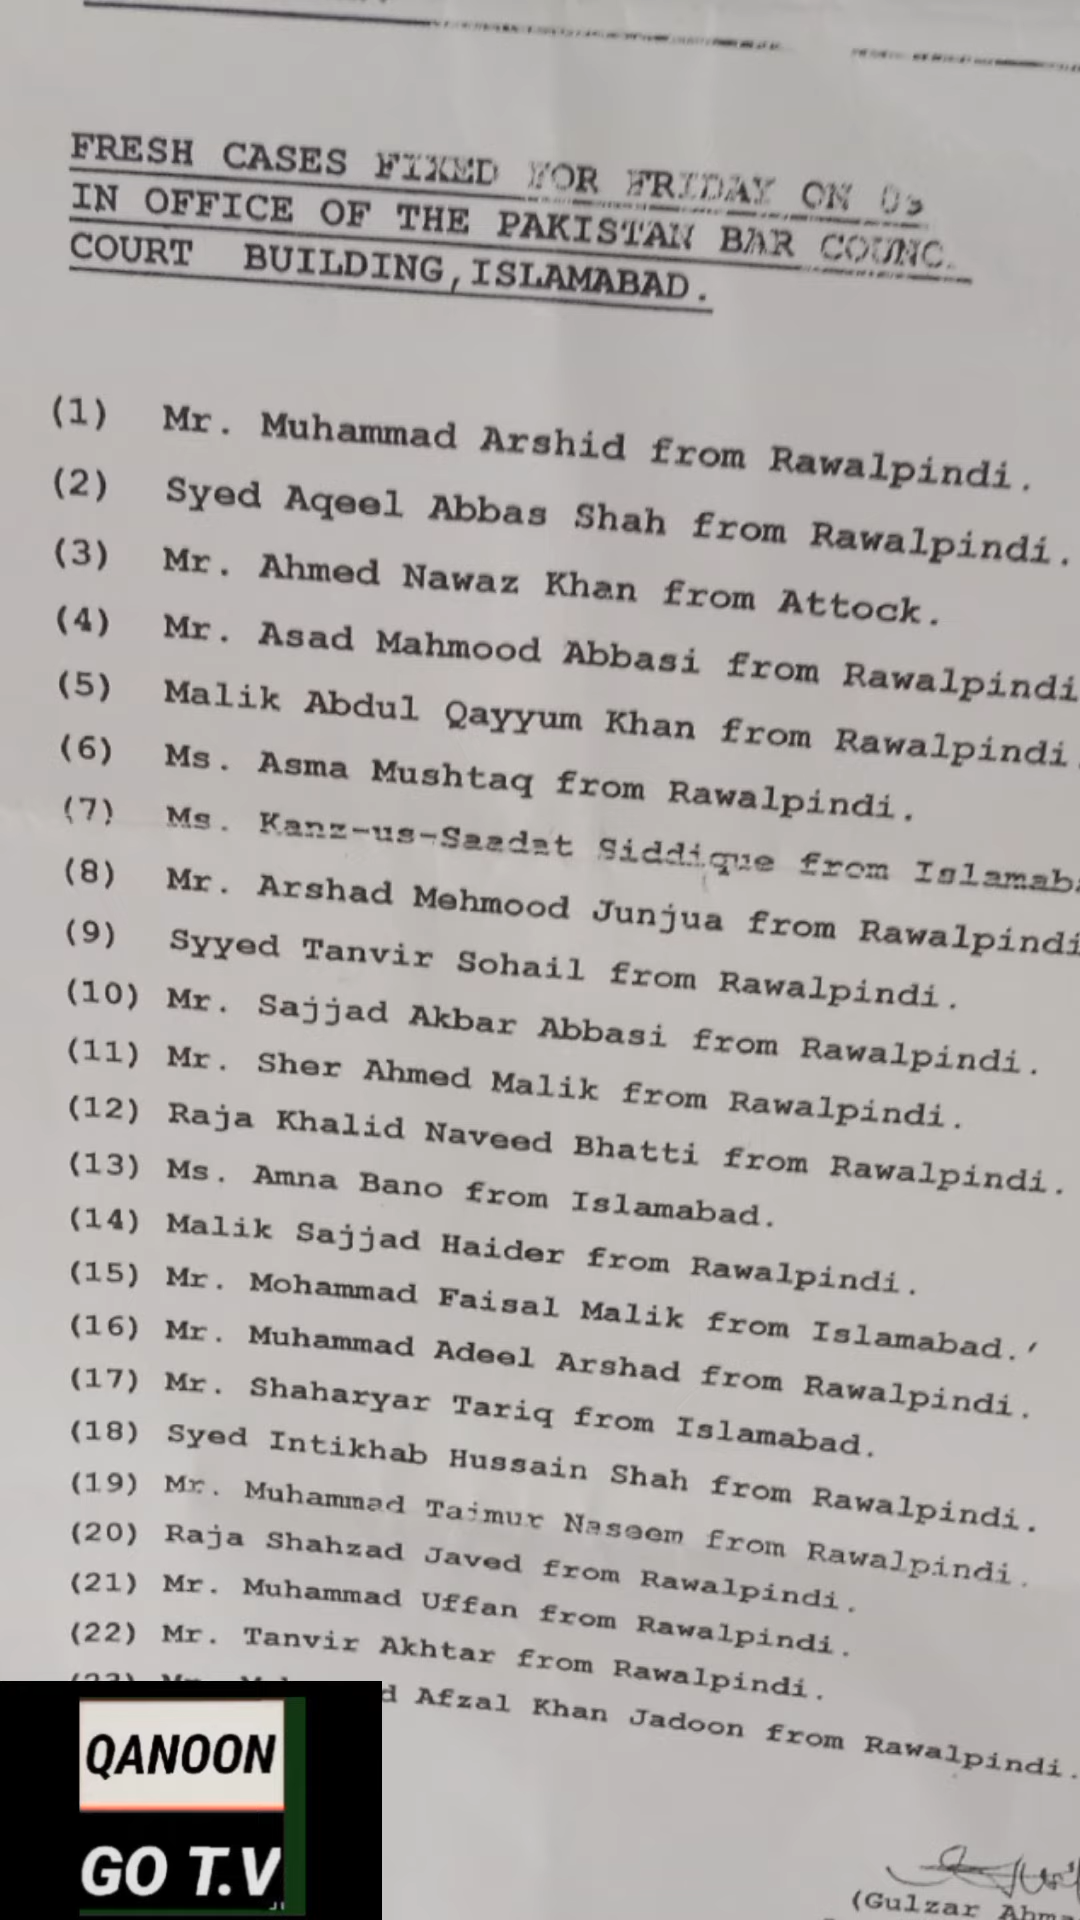 FRESH CASES FIXED FOR FRIDAY ON
IN OFFICE OF THE PAKISTAN BAR COUNC
COURT BUILDING, ISLAMABAD.
(1) Mr. Muhammad Arshid from Rawalpindi.
(2) Syed Aqeel Abbas Shah from Rawalpindi.
(3) Mr. Ahmed Nawaz Khan from Attock.
(4) Mr. Asad Mahmood Abbasi from Rawalpindi
(5) Malik Abdul Qayyum Khan from Rawalpindi.
(6) Ms. Asma Mushtaq from Rawalpindi.
(7) Ms. Kanz-us-Saadat Siddique from Islamaba
(8) Mr. Arshad Mehmood Junjua from Rawalpindi
(9) Syyed Tanvir Sohail from Rawalpindi.
(10) Mr. Sajjad Akbar Abbasi from Rawalpindi.
(11) Mr. Sher Ahmed Malik from Rawalpindi.
(12) Raja Khalid Naveed Bhatti from Rawalpindi.
(13) Ms. Amna Bano from Islamabad.
(14) Malik Sajjad Haider from Rawalpindi.
(15) Mr. Mohammad Faisal Malik from Islamabad.
(16) Mr. Muhammad Adeel Arshad from Rawalpindi.
(17) Mr. Shaharyar Tariq from Islamabad.
(18) Syed Intikhab Hussain Shah from Rawalpindi.
(19) Mr. Muhammad Taimur Naseem from Rawalpindi.
(20) Raja Shahzad Javed from Rawalpindi.
(21) Mr. Muhammad Uffan from Rawalpindi.
(22) Mr. Tanvir Akhtar from Rawalpindi.
d Afzal Khan Jadoon from Rawalpindi.
(Gulzar Ahma
QANOON
GO T.V